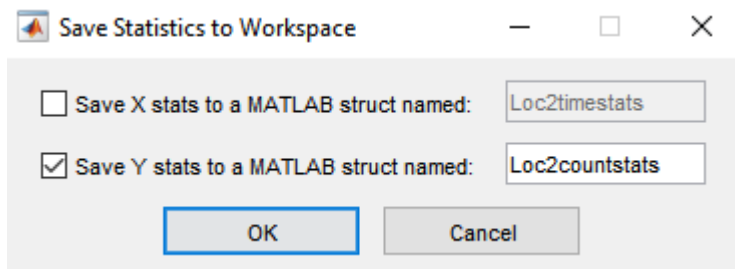 Save Statistics to Workspace
Save X stats to a MATLAB struct named: Loc2timestats
Save Y stats to a MATLAB struct named: Loc2countstats
OK Cancel